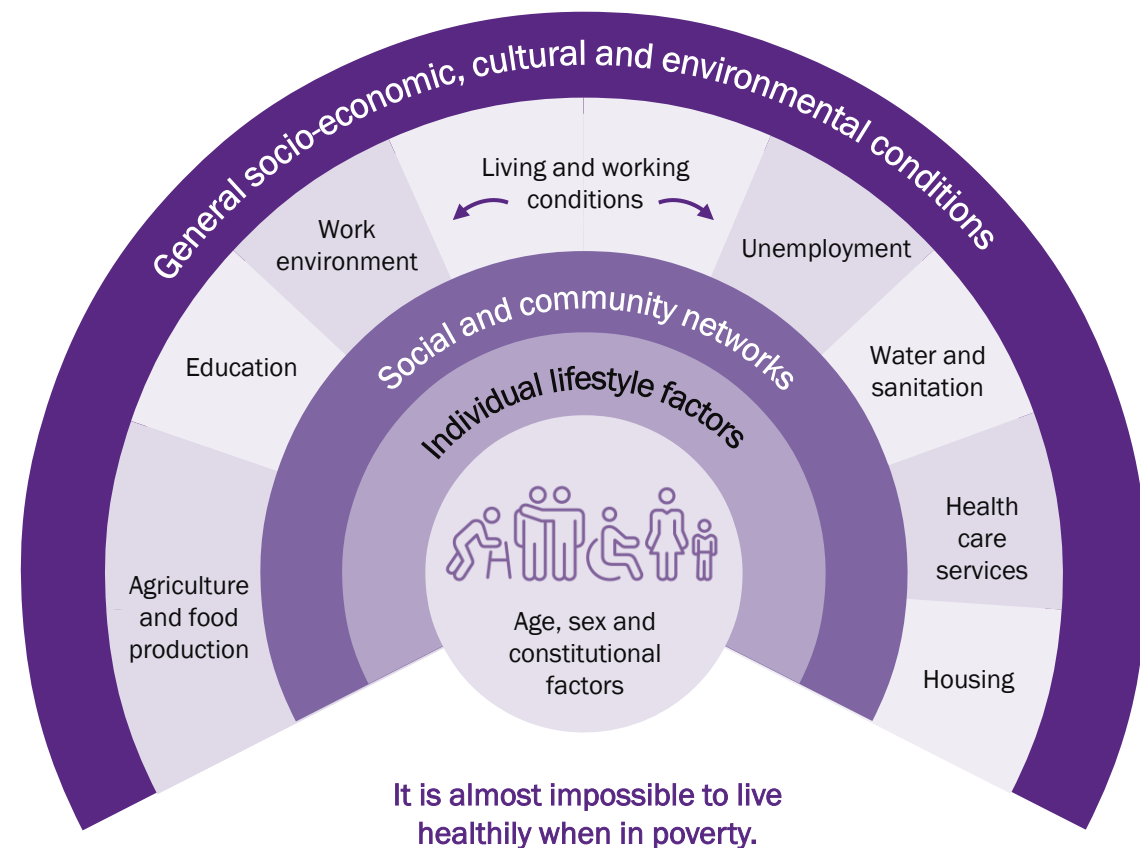 General socio-economic, cultural and environmental conditions
Living and working
conditions
Work
environment
Unemployment
Education
Water and
sanitation
Agriculture
and food
production
Health
care
services
Housing
Social and community networks
Individual lifestyle factors
Age, sex and
constitutional
factors
It is almost impossible to live
healthily when in poverty.